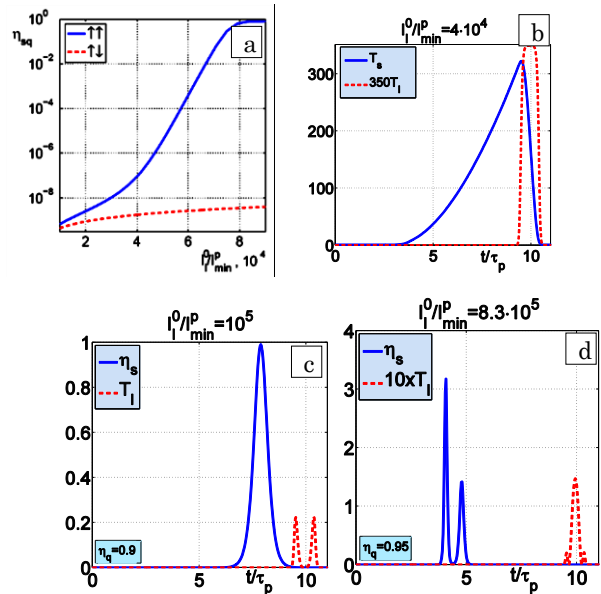 η_sq
10^0
10^-2
10^-4
10^-6
10^-8
↑↑
↑↓
a
2 4 6 8
I_l^0/I_min^p, 10^4
I_l^0/I_min^p=4·10^4
b
T_s
350T_l
300
200
100
0
0 5 10
t/τ_p
I_l^0/I_min^p=10^5
c
η_s
T_l
1
0.8
0.6
0.4
0.2
0
η_q=0.9
0 5 10
t/τ_p
I_l^0/I_min^p=8.3·10^5
d
η_s
10xT_l
4
3
2
1
0
η_q=0.95
0 5 10
t/τ_p